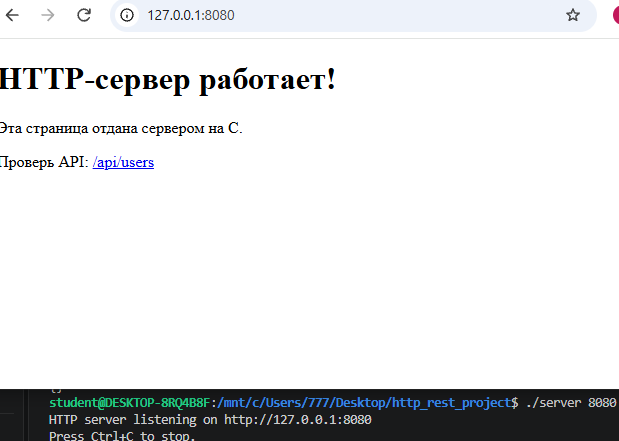 127.0.0.1:8080
HTTP-сервер работает!
Эта страница отдана сервером на C.
Проверь API: /api/users
student@DESKTOP-8RQ4B8F:/mnt/c/Users/777/Desktop/http_rest_project$ ./server 8080
HTTP server listening on http://127.0.0.1:8080
Press Ctrl+C to stop.